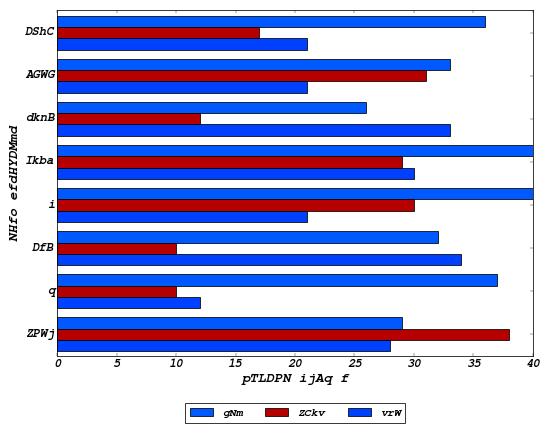 DShC
AGWG
dknB
Ikba
i
DfB
q
ZPWj
NHfo efdHYDMmd
0 5 10 15 20 25 30 35 40
pTLDPN ijAq f
gNm ZCkv vrW